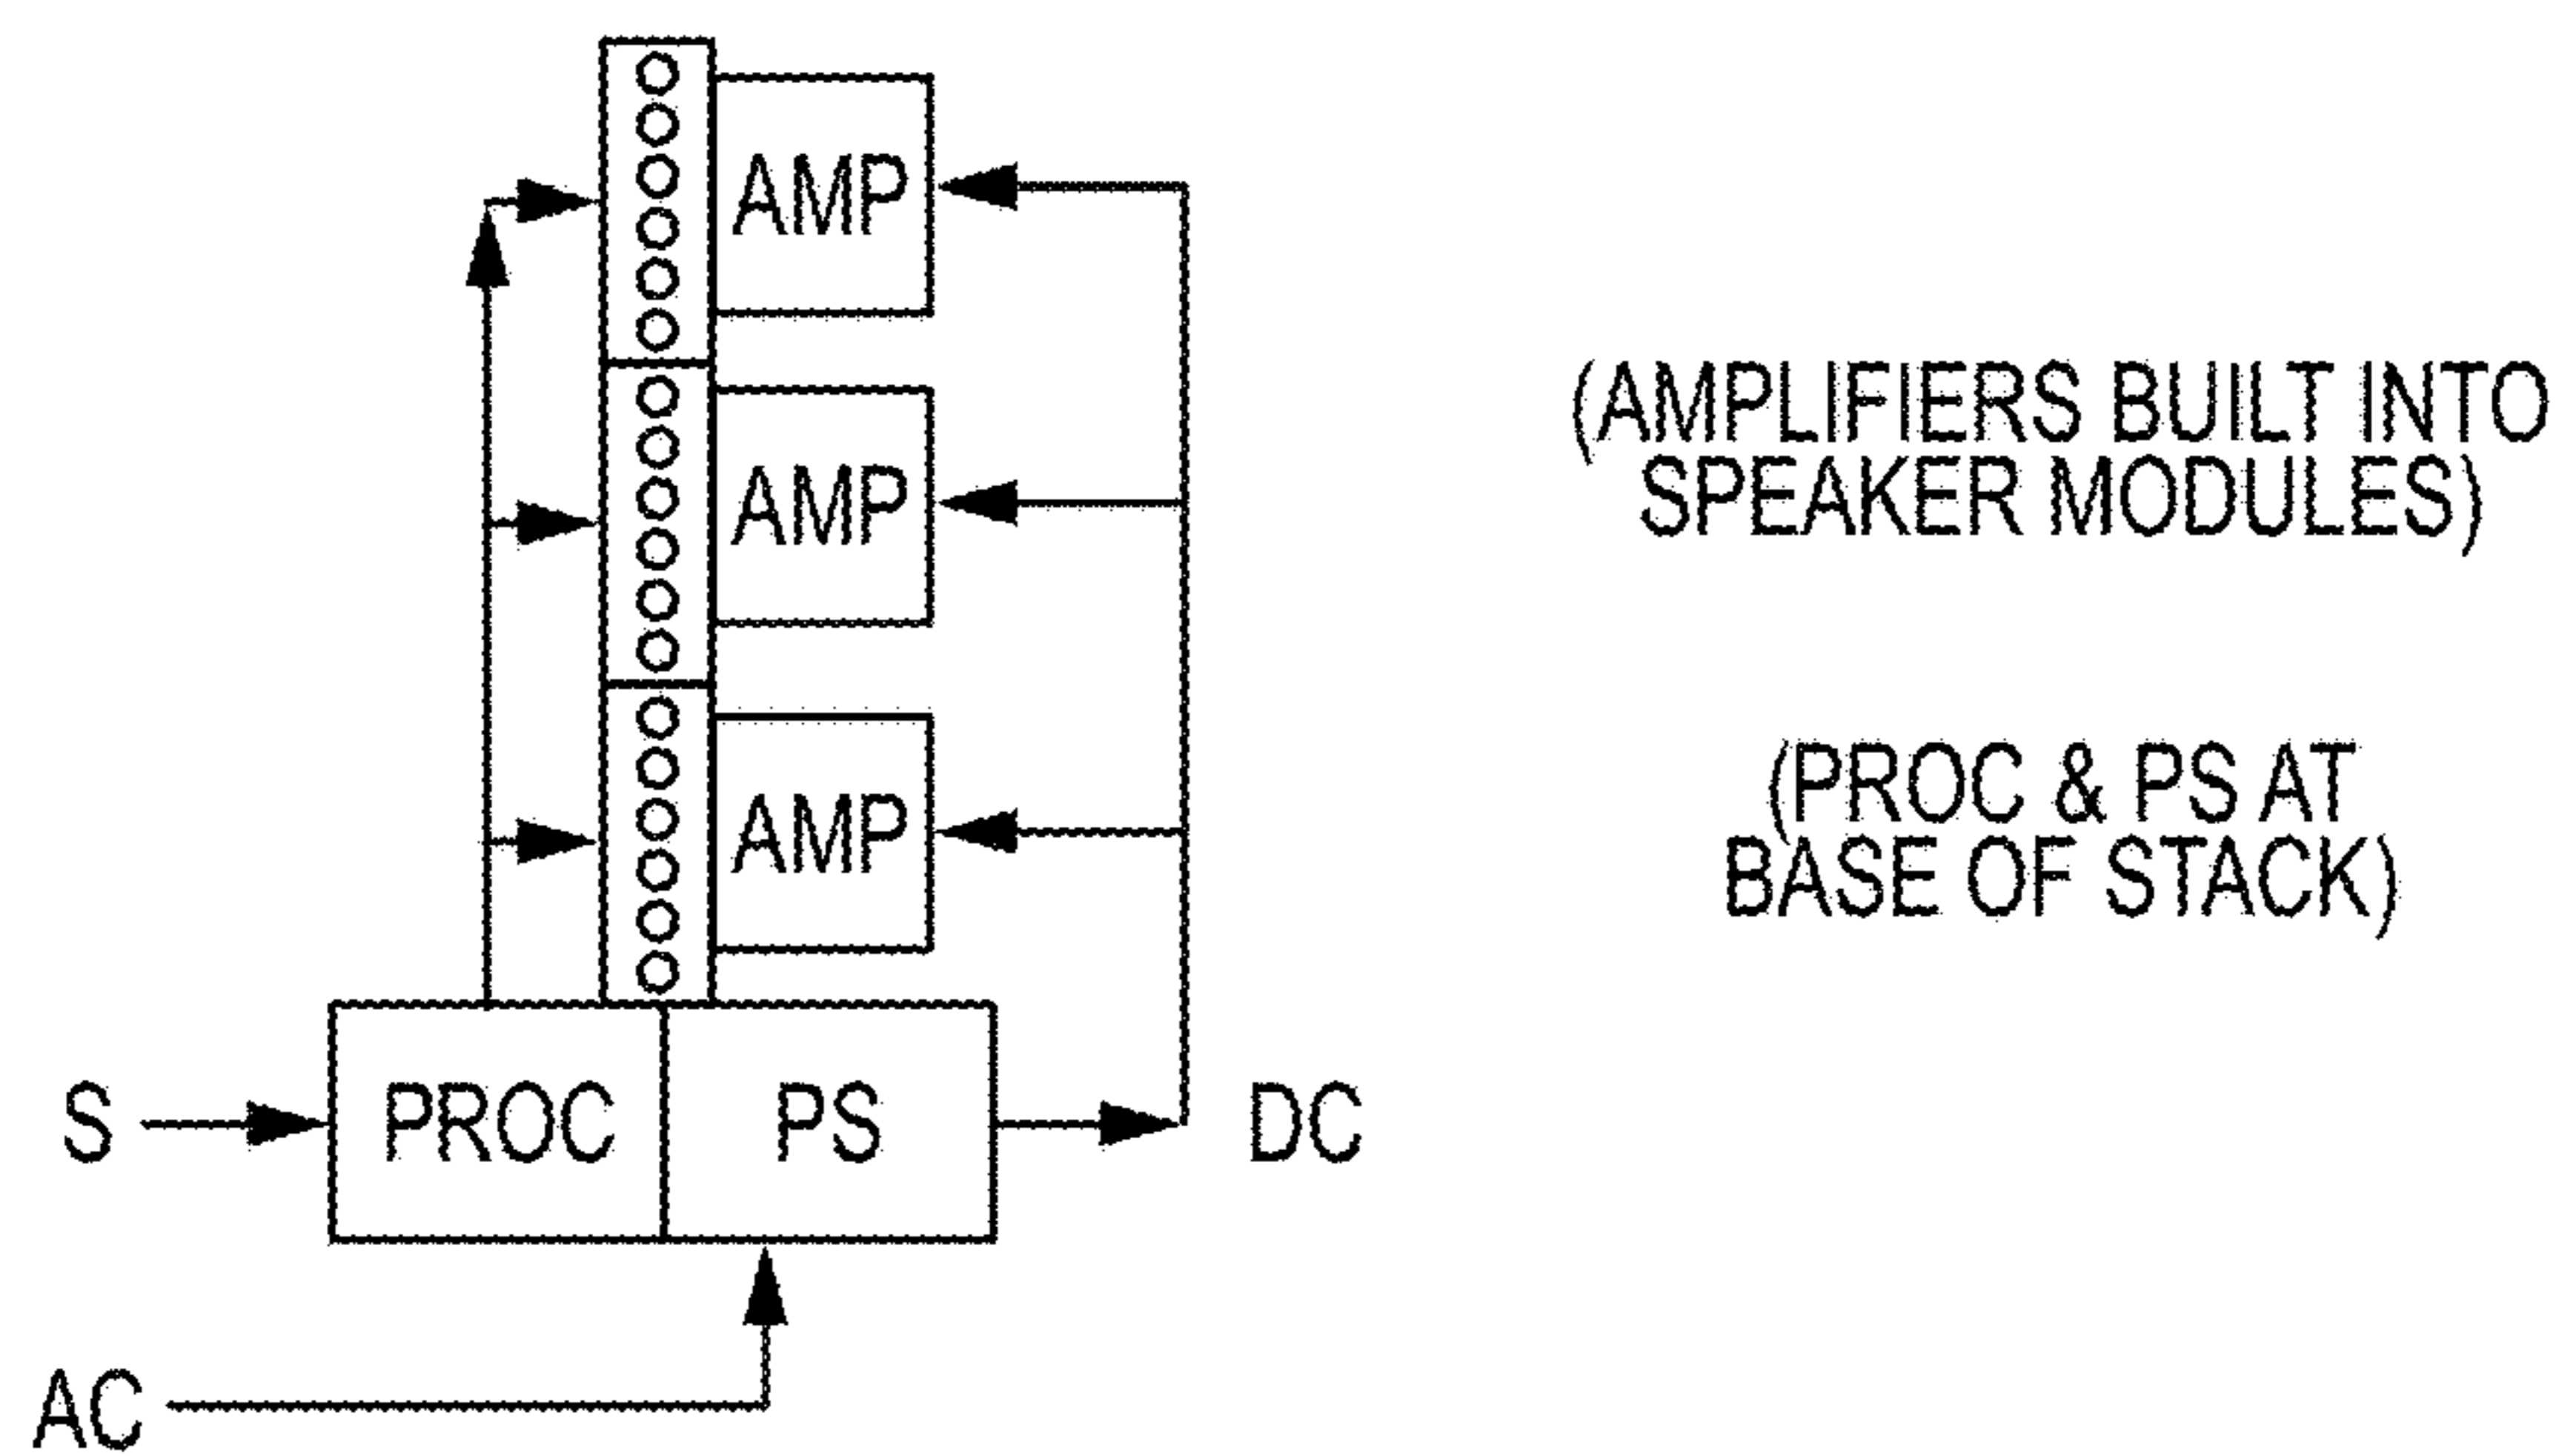 AMP
AMP
(AMPLIFIERS BUILT INTO
SPEAKER MODULES)
AMP
(PROC & PS AT
BASE OF STACK)
S
PROC
PS
DC
AC